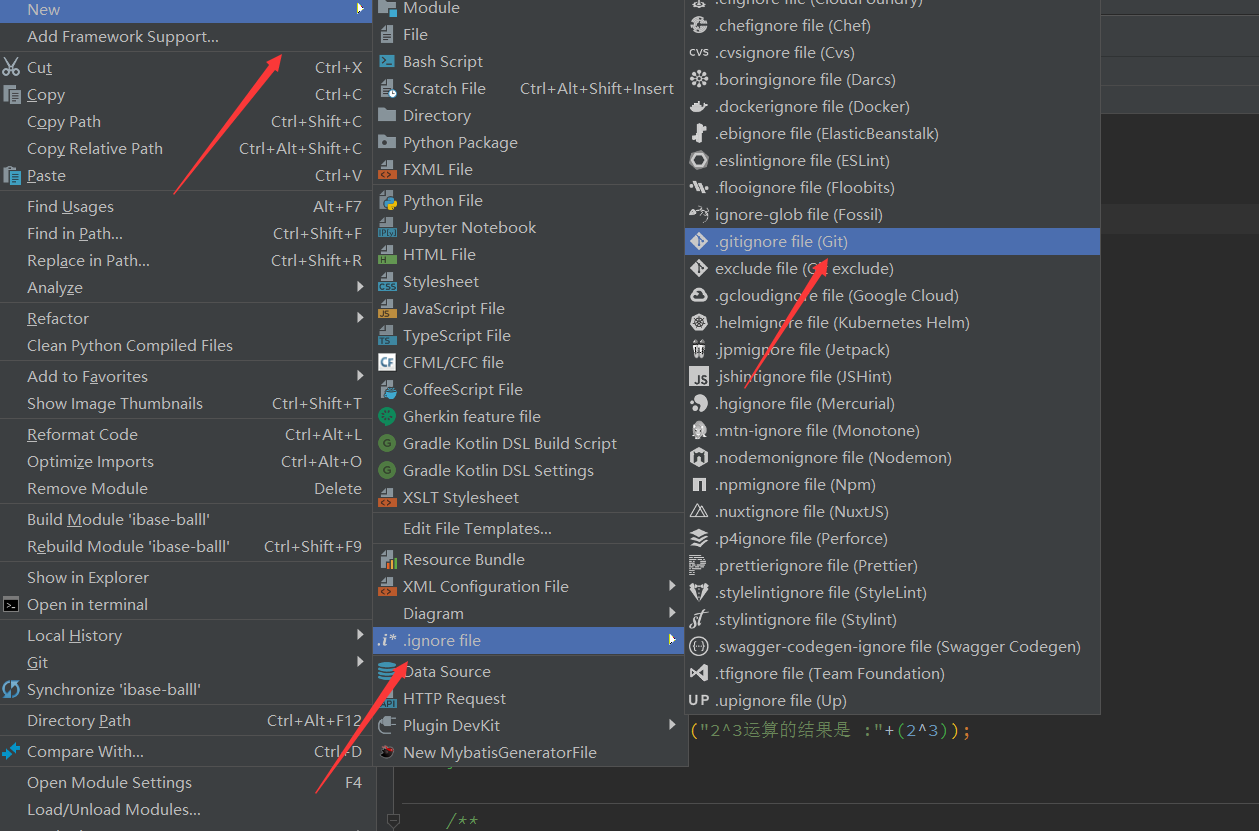 New
Add Framework Support...
Cut Ctrl+X
Copy Ctrl+C
Copy Path Ctrl+Shift+C
Copy Relative Path Ctrl+Alt+Shift+C
Paste Ctrl+V
Find Usages Alt+F7
Find in Path... Ctrl+Shift+F
Replace in Path... Ctrl+Shift+R
Analyze
Refactor
Clean Python Compiled Files
Add to Favorites
Show Image Thumbnails Ctrl+Shift+T
Reformat Code Ctrl+Alt+L
Optimize Imports Ctrl+Alt+O
Remove Module Delete
Build Module 'ibase-balll'
Rebuild Module 'ibase-balll' Ctrl+Shift+F9
Show in Explorer
Open in terminal
Local History
Git
Synchronize 'ibase-balll'
Directory Path Ctrl+Alt+F12
Compare With... Ctrl+D
Open Module Settings F4
Load/Unload Modules...
Module
File
Bash Script
Scratch File Ctrl+Alt+Shift+Insert
Directory
Python Package
FXML File
Python File
Jupyter Notebook
HTML File
Stylesheet
JavaScript File
TypeScript File
CFML/CFC file
CoffeeScript File
Gherkin feature file
Gradle Kotlin DSL Build Script
Gradle Kotlin DSL Settings
XSLT Stylesheet
Edit File Templates...
Resource Bundle
XML Configuration File
Diagram
.i* .ignore file
Data Source
HTTP Request
Plugin DevKit
New MybatisGeneratorFile
.cfignore file (CloudFoundry)
.chefignore file (Chef)
cvs .cvsignore file (Cvs)
.boringignore file (Darcs)
.dockerignore file (Docker)
.ebignore file (ElasticBeanstalk)
.eslintignore file (ESLint)
.flooignore file (Floobits)
ignore-glob file (Fossil)
.gitignore file (Git)
exclude file (Git exclude)
.gcloudignore file (Google Cloud)
.helmignore file (Kubernetes Helm)
.jpmignore file (Jetpack)
JS .jshintignore file (JSHint)
.hgignore file (Mercurial)
.mtn-ignore file (Monotone)
.nodemonignore file (Nodemon)
.npmignore file (Npm)
.nuxtignore file (NuxtJS)
.p4ignore file (Perforce)
.prettierignore file (Prettier)
.stylelintignore file (StyleLint)
.stylintignore file (Stylint)
.swagger-codegen-ignore file (Swagger Codegen)
.tfignore file (Team Foundation)
UP .upignore file (Up)
("2^3运算的结果是 :"+(2^3));
/**